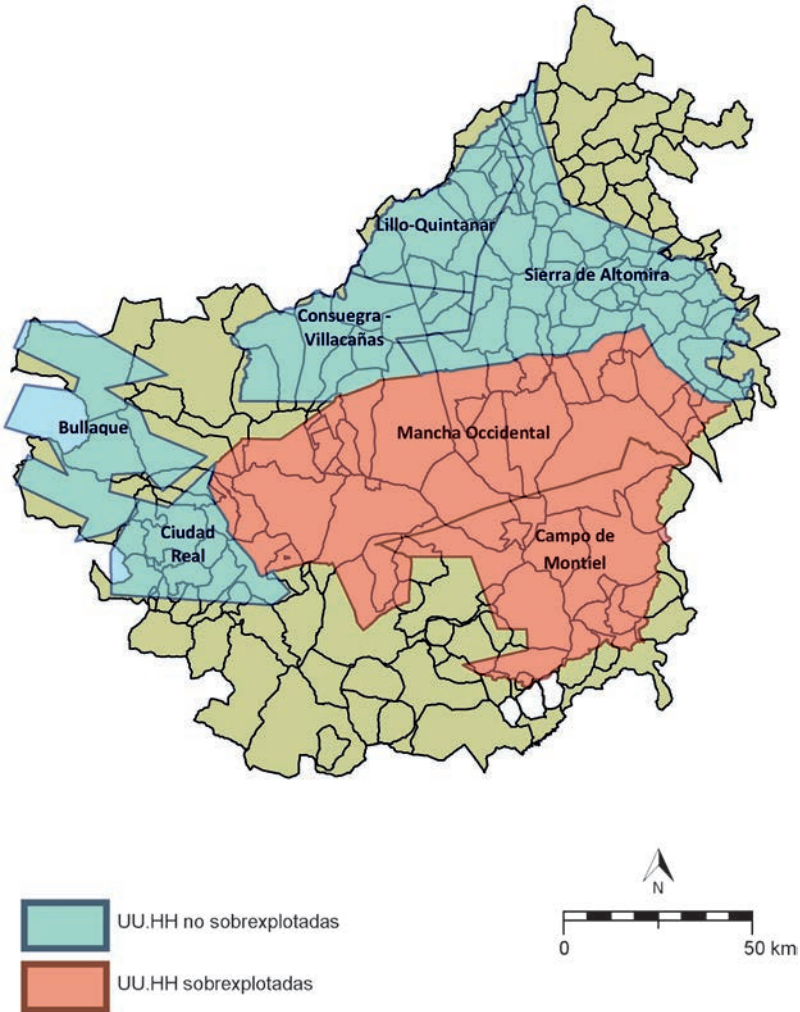 Lillo-Quintanar
Sierra de Altomira
Consuegra -
Villacañas
Bullaque
Mancha Occidental
Ciudad
Real
Campo de
Montiel
N
UU.HH no sobrexplotadas
0 50 km
UU.HH sobrexplotadas